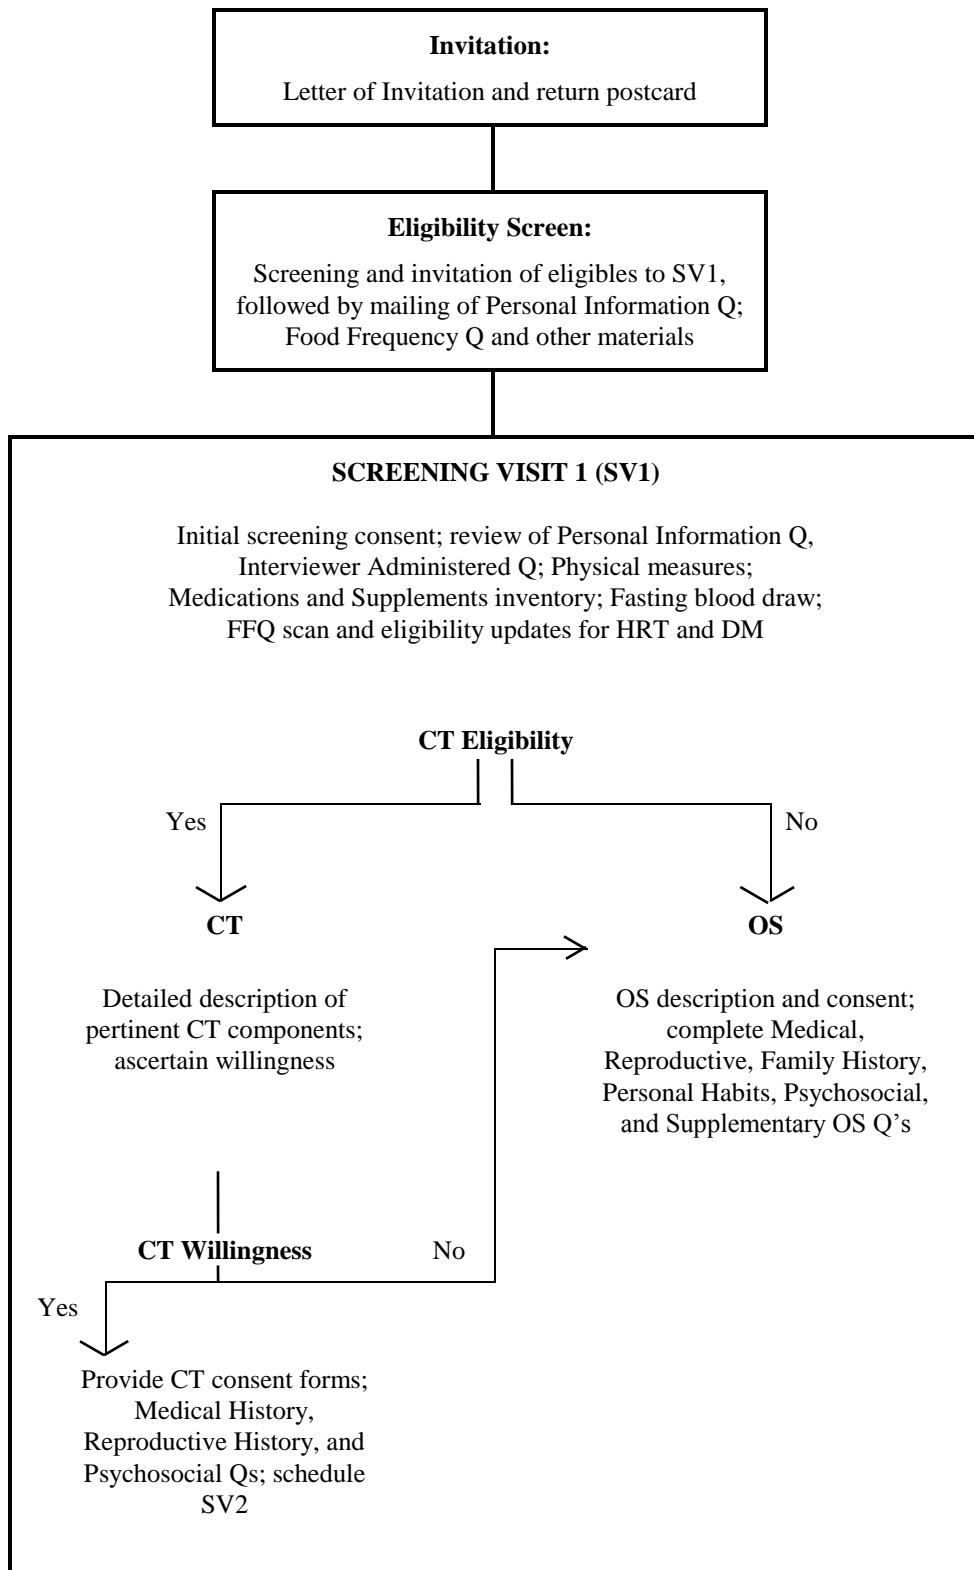 Invitation:
Letter of Invitation and return postcard
Eligibility Screen:
Screening and invitation of eligibles to SV1,
followed by mailing of Personal Information Q;
Food Frequency Q and other materials
SCREENING VISIT 1 (SV1)
Initial screening consent; review of Personal Information Q,
Interviewer Administered Q; Physical measures;
Medications and Supplements inventory; Fasting blood draw;
FFQ scan and eligibility updates for HRT and DM
CT Eligibility
Yes
No
CT
OS
Detailed description of
pertinent CT components;
ascertain willingness
OS description and consent;
complete Medical,
Reproductive, Family History,
Personal Habits, Psychosocial,
and Supplementary OS Q’s
CT Willingness
No
Yes
Provide CT consent forms;
Medical History,
Reproductive History, and
Psychosocial Qs; schedule
SV2